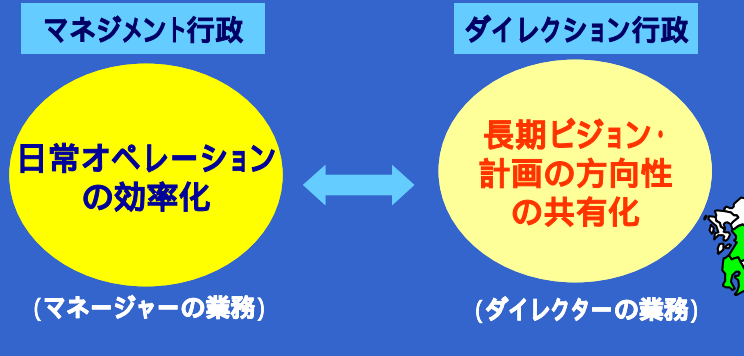 マネジメント行政
ダイレクション行政
日常オペレーション
の効率化
長期ビジョン・
計画の方向性
の共有化
(マネージャーの業務)
(ダイレクターの業務)